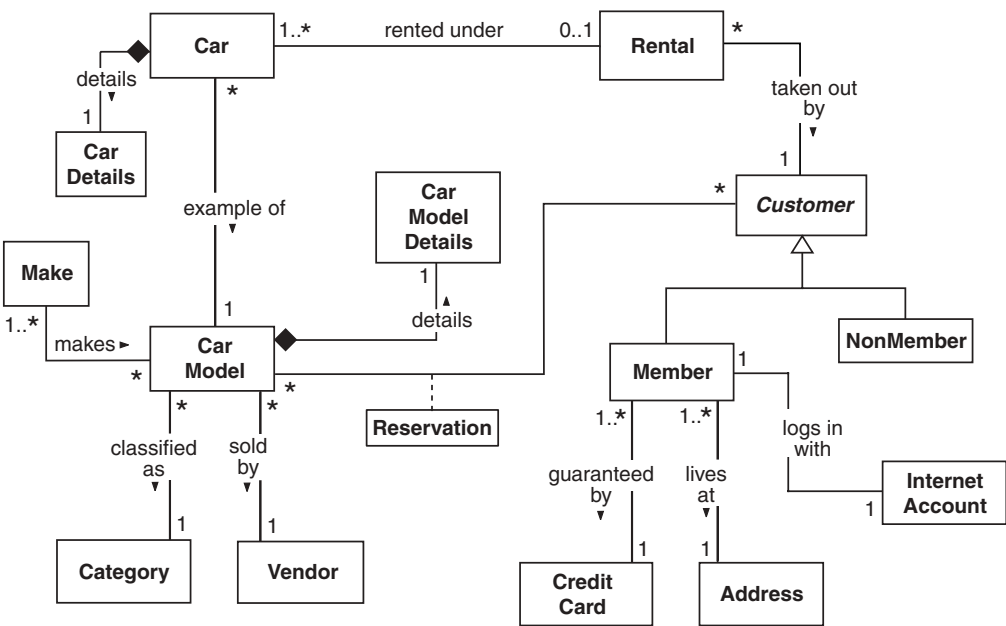 Car
1..*
rented under
0..1
Rental
*
details
1
Car
Details
*
taken out
by
1
Customer
*
example of
Car
Model
Details
1
details
Make
1..*
makes
*
1
Car
Model
*
Reservation
NonMember
Member
1
*
classified
as
1
Category
*
sold
by
1
Vendor
1..*
guaranteed
by
1
Credit
Card
1..*
lives
at
1
Address
logs in
with
1
Internet
Account